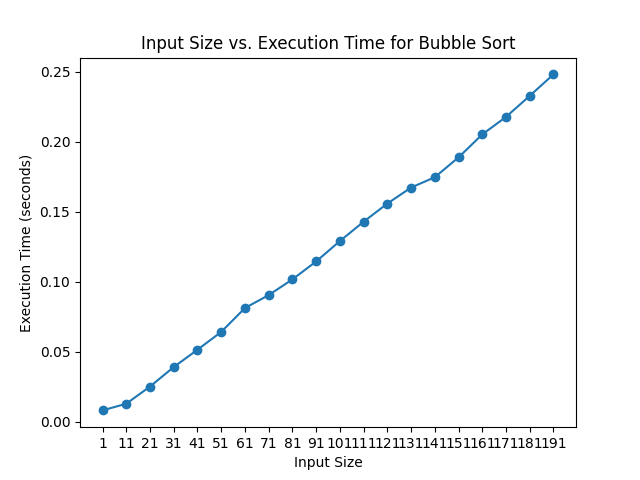 Input Size vs. Execution Time for Bubble Sort
0.25
0.20
0.15
0.10
0.05
0.00
Execution Time (seconds)
1 11 21 31 41 51 61 71 81 91 101 111 121 131 141 151 161 171 181 191
Input Size